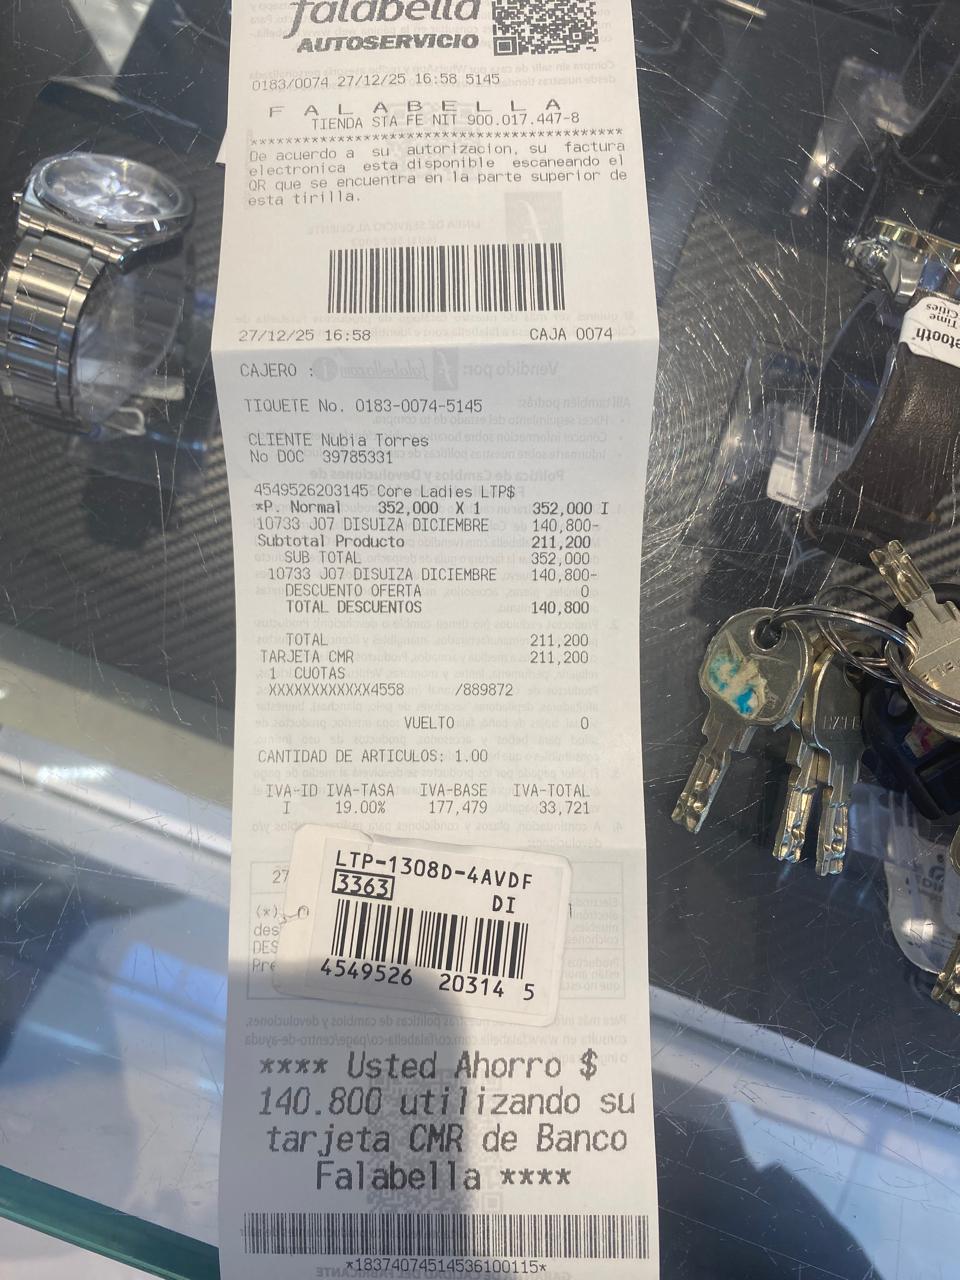 falabella
AUTOSERVICIO
0183/0074 27/12/25 16:58 5145
F A L A B E L L A
TIENDA STA FE NIT 900.017.447-8
******************************************************
De acuerdo a su autorizacion, su factura
electronica esta disponible escaneando el
QR que se encuentra en la parte superior de
esta tirilla.
27/12/25 16:58 CAJA 0074
CAJERO :
TIQUETE No. 0183-0074-5145
CLIENTE Nubia Torres
No DOC 39785331
4549526203145 Core Ladies LTP$
*P. Normal 352,000 X 1 352,000 I
10733 J07 DISUIZA DICIEMBRE 140,800-
Subtotal Producto 211,200
SUB TOTAL 352,000
10733 J07 DISUIZA DICIEMBRE 140,800-
DESCUENTO OFERTA 0
TOTAL DESCUENTOS 140,800
TOTAL 211,200
TARJETA CMR 211,200
1 CUOTAS
XXXXXXXXXXXX4558 /889872
VUELTO 0
CANTIDAD DE ARTICULOS: 1.00
IVA-ID IVA-TASA IVA-BASE IVA-TOTAL
I 19.00% 177,479 33,721
LTP-1308D-4AVDF
3363 DI
4549526 20314 5
27
(*)
des
DES
Pre
**** Usted Ahorro $
140.800 utilizando su
tarjeta CMR de Banco
Falabella ****
*18374074514536100115*
Time
Cities